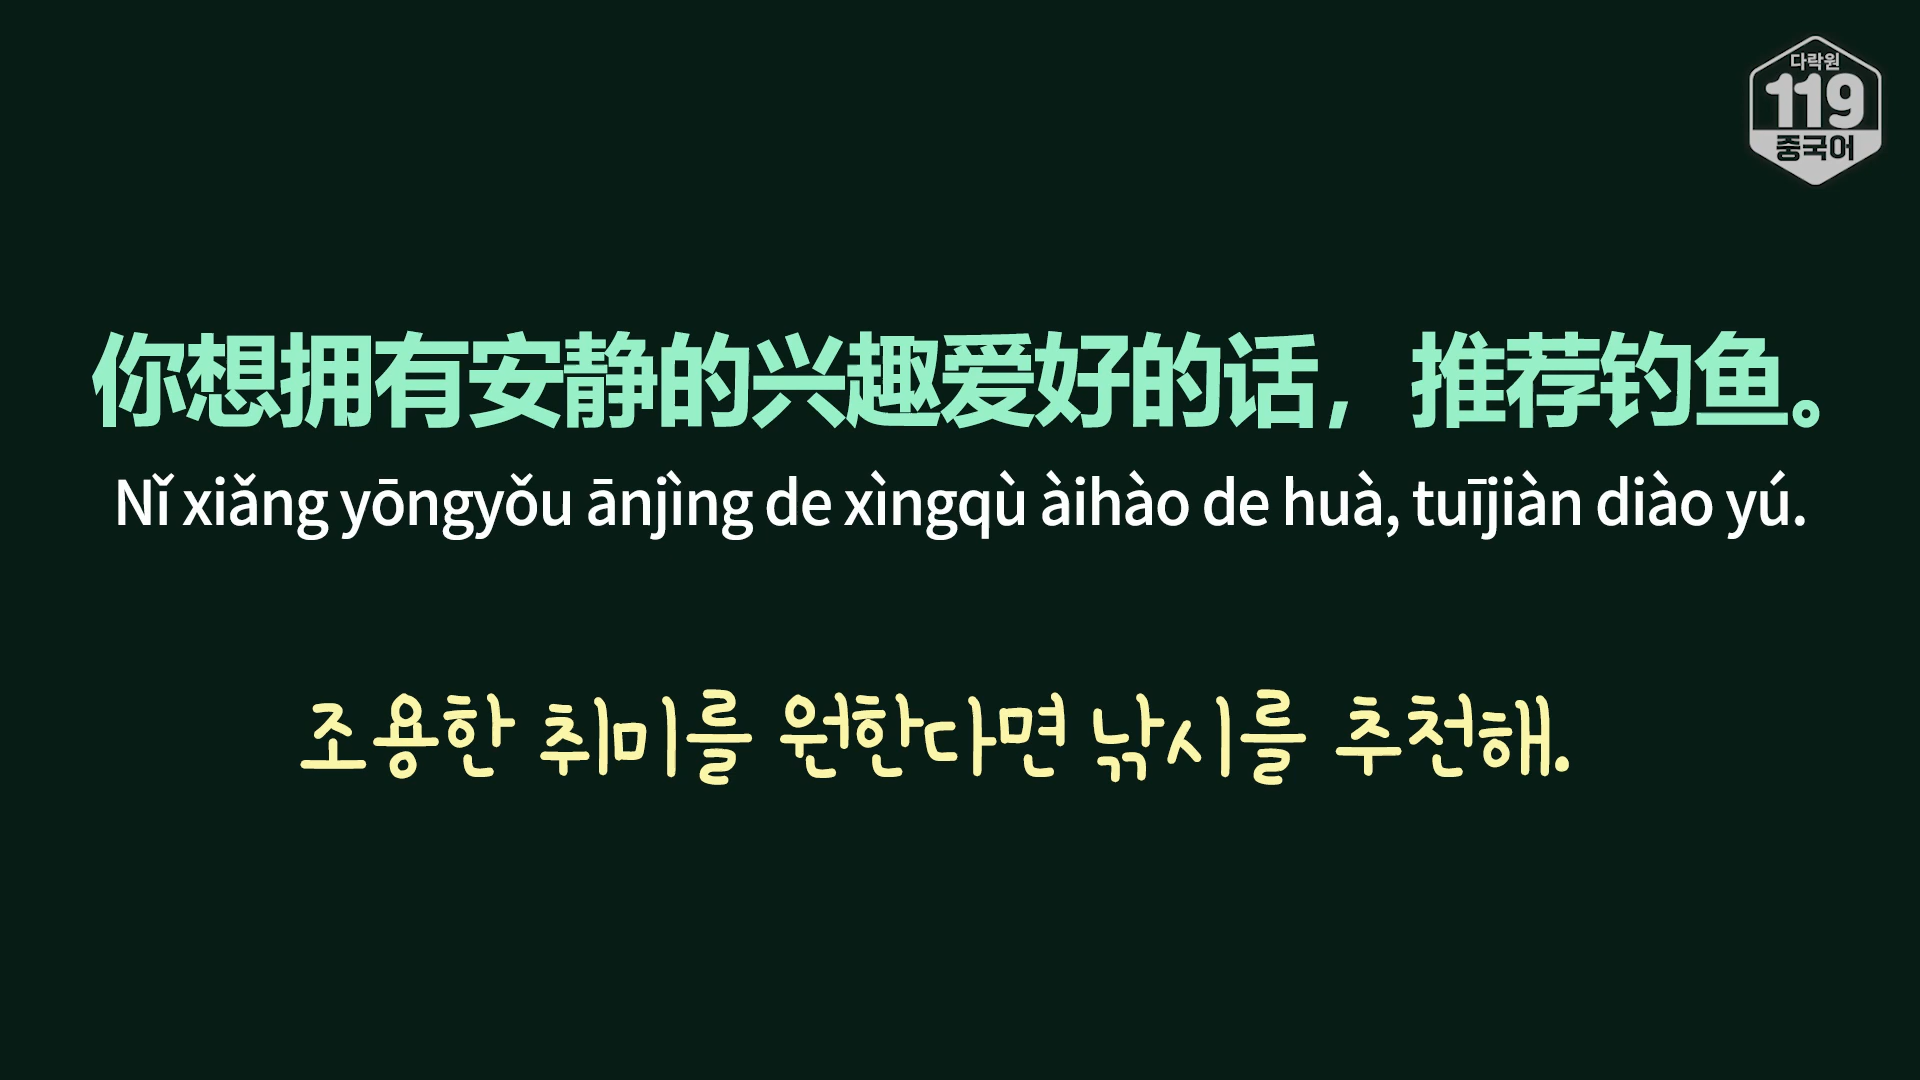 다락원
119
중국어
你想拥有安静的兴趣爱好的话，推荐钓鱼。
Nǐ xiǎng yōngyǒu ānjìng de xìngqù àihào de huà, tuījiàn diào yú.
조용한 취미를 원한다면 낚시를 추천해.